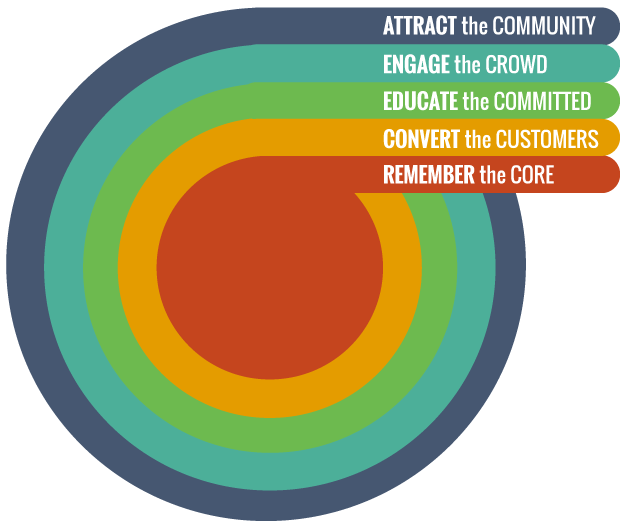 ATTRACT the COMMUNITY
ENGAGE the CROWD
EDUCATE the COMMITTED
CONVERT the CUSTOMERS
REMEMBER the CORE